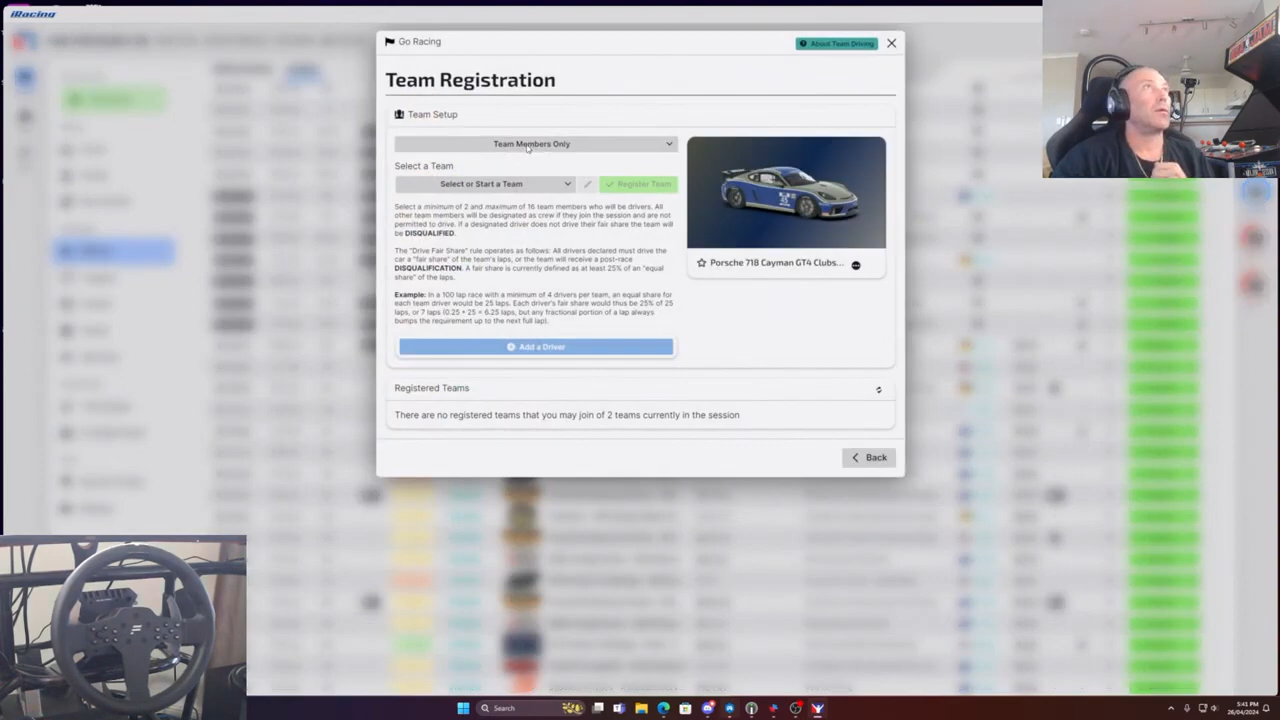 iRacing
Go Racing
About Team Driving
Team Registration
Team Setup
Team Members Only
Select a Team
Select or Start a Team
Register Team
Select a minimum of 2 and maximum of 16 team members who will be drivers. All
other team members will be designated as crew if they join the session and are not
permitted to drive. If a designated driver does not drive their fair share the team will
be DISQUALIFIED.
The "Drive Fair Share" rule operates as follows: All drivers declared must drive the
car a "fair share" of the team's laps, or the team will receive a post-race
DISQUALIFICATION. A fair share is currently defined as at least 25% of an "equal
share" of the laps.
Example: In a 100 lap race with a minimum of 4 drivers per team, an equal share for
each team driver would be 25 laps. Each driver's fair share would thus be 25% of 25
laps, or 7 laps (0.25 * 25 = 6.25 laps, but any fractional portion of a lap always
bumps the requirement up to the next full lap).
Porsche 718 Cayman GT4 Clubs...
Add a Driver
Registered Teams
There are no registered teams that you may join of 2 teams currently in the session
Back
Search
5:41 PM
26/04/2024